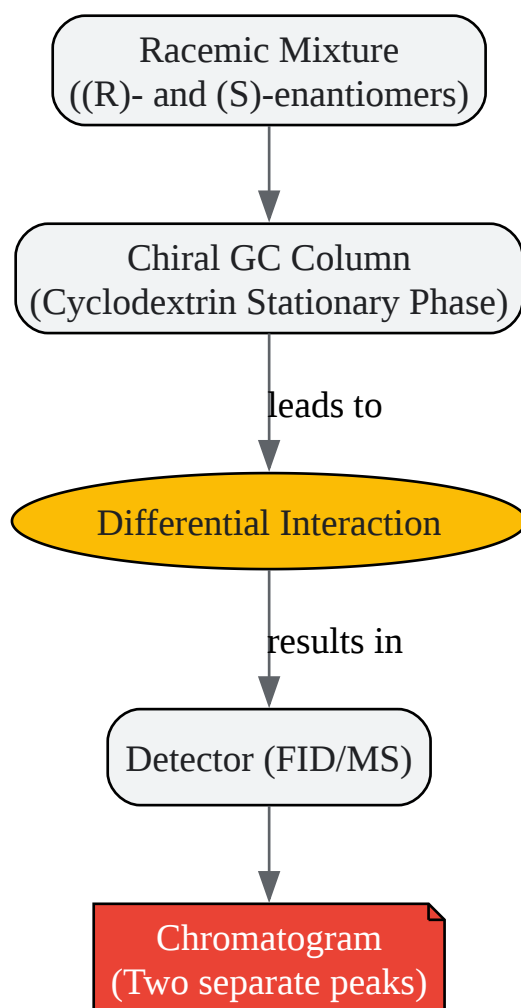 Racemic Mixture
((R)- and (S)-enantiomers)
Chiral GC Column
(Cyclodextrin Stationary Phase)
leads to
Differential Interaction
results in
Detector (FID/MS)
Chromatogram
(Two separate peaks)